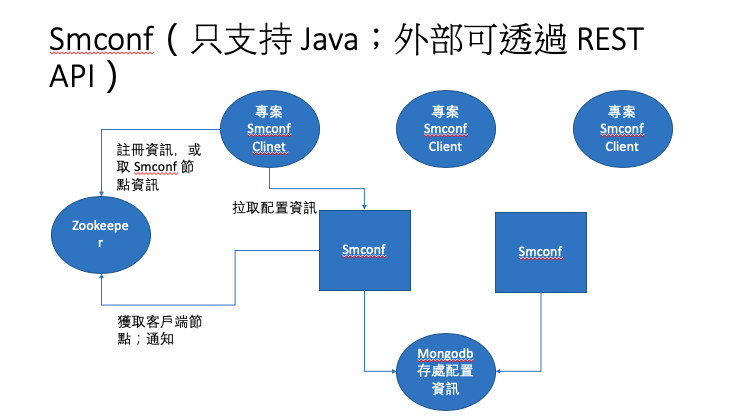 Smconf（只支持 Java；外部可透過 REST
API）
專案
Smconf
Clinet
專案
Smconf
Client
專案
Smconf
Client
註冊資訊，或
取 Smconf 節
點資訊
拉取配置資訊
Zookeepe
r
Smconf
Smconf
獲取客戶端節
點；通知
Mongodb
存處配置
資訊